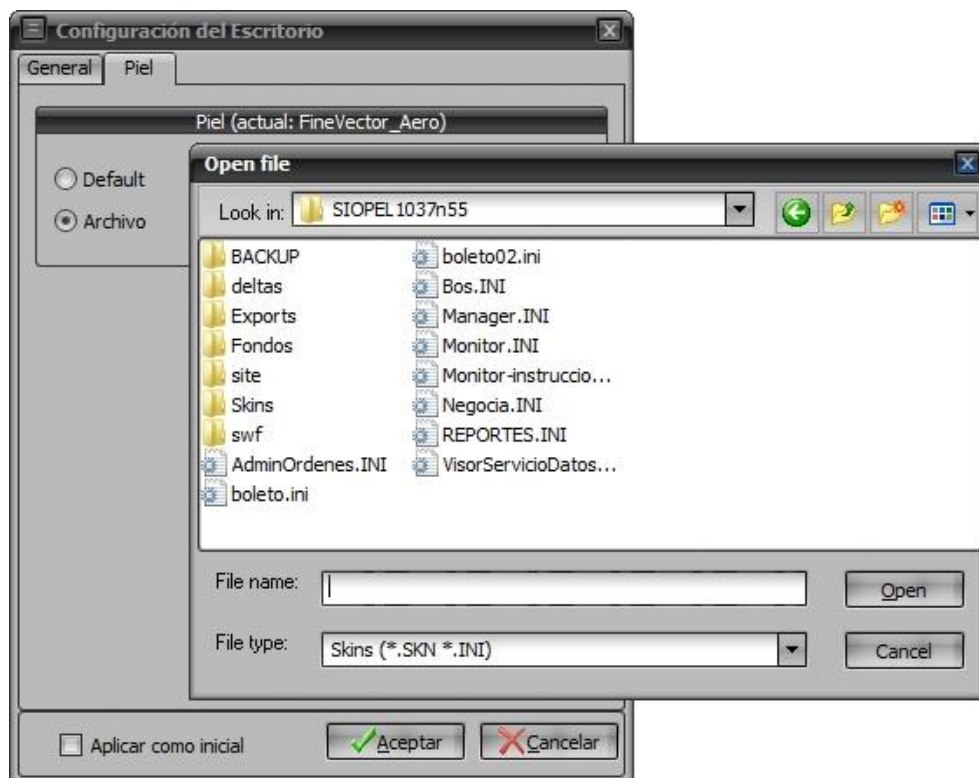 Configuración del Escritorio
General Piel
Piel (actual: FineVector_Aero)
Default
Archivo
Open file
Look in: SIOPEL1037n55
BACKUP
deltas
Exports
Fondos
site
Skins
swf
AdminOrdenes.INI
boleto.ini
boleto02.ini
Bos.INI
Manager.INI
Monitor.INI
Monitor-instruccio...
Negocia.INI
REPORTES.INI
VisorServicioDatos...
File name:
Open
File type: Skins (*.SKN *.INI)
Cancel
Aplicar como inicial
Aceptar
Cancelar